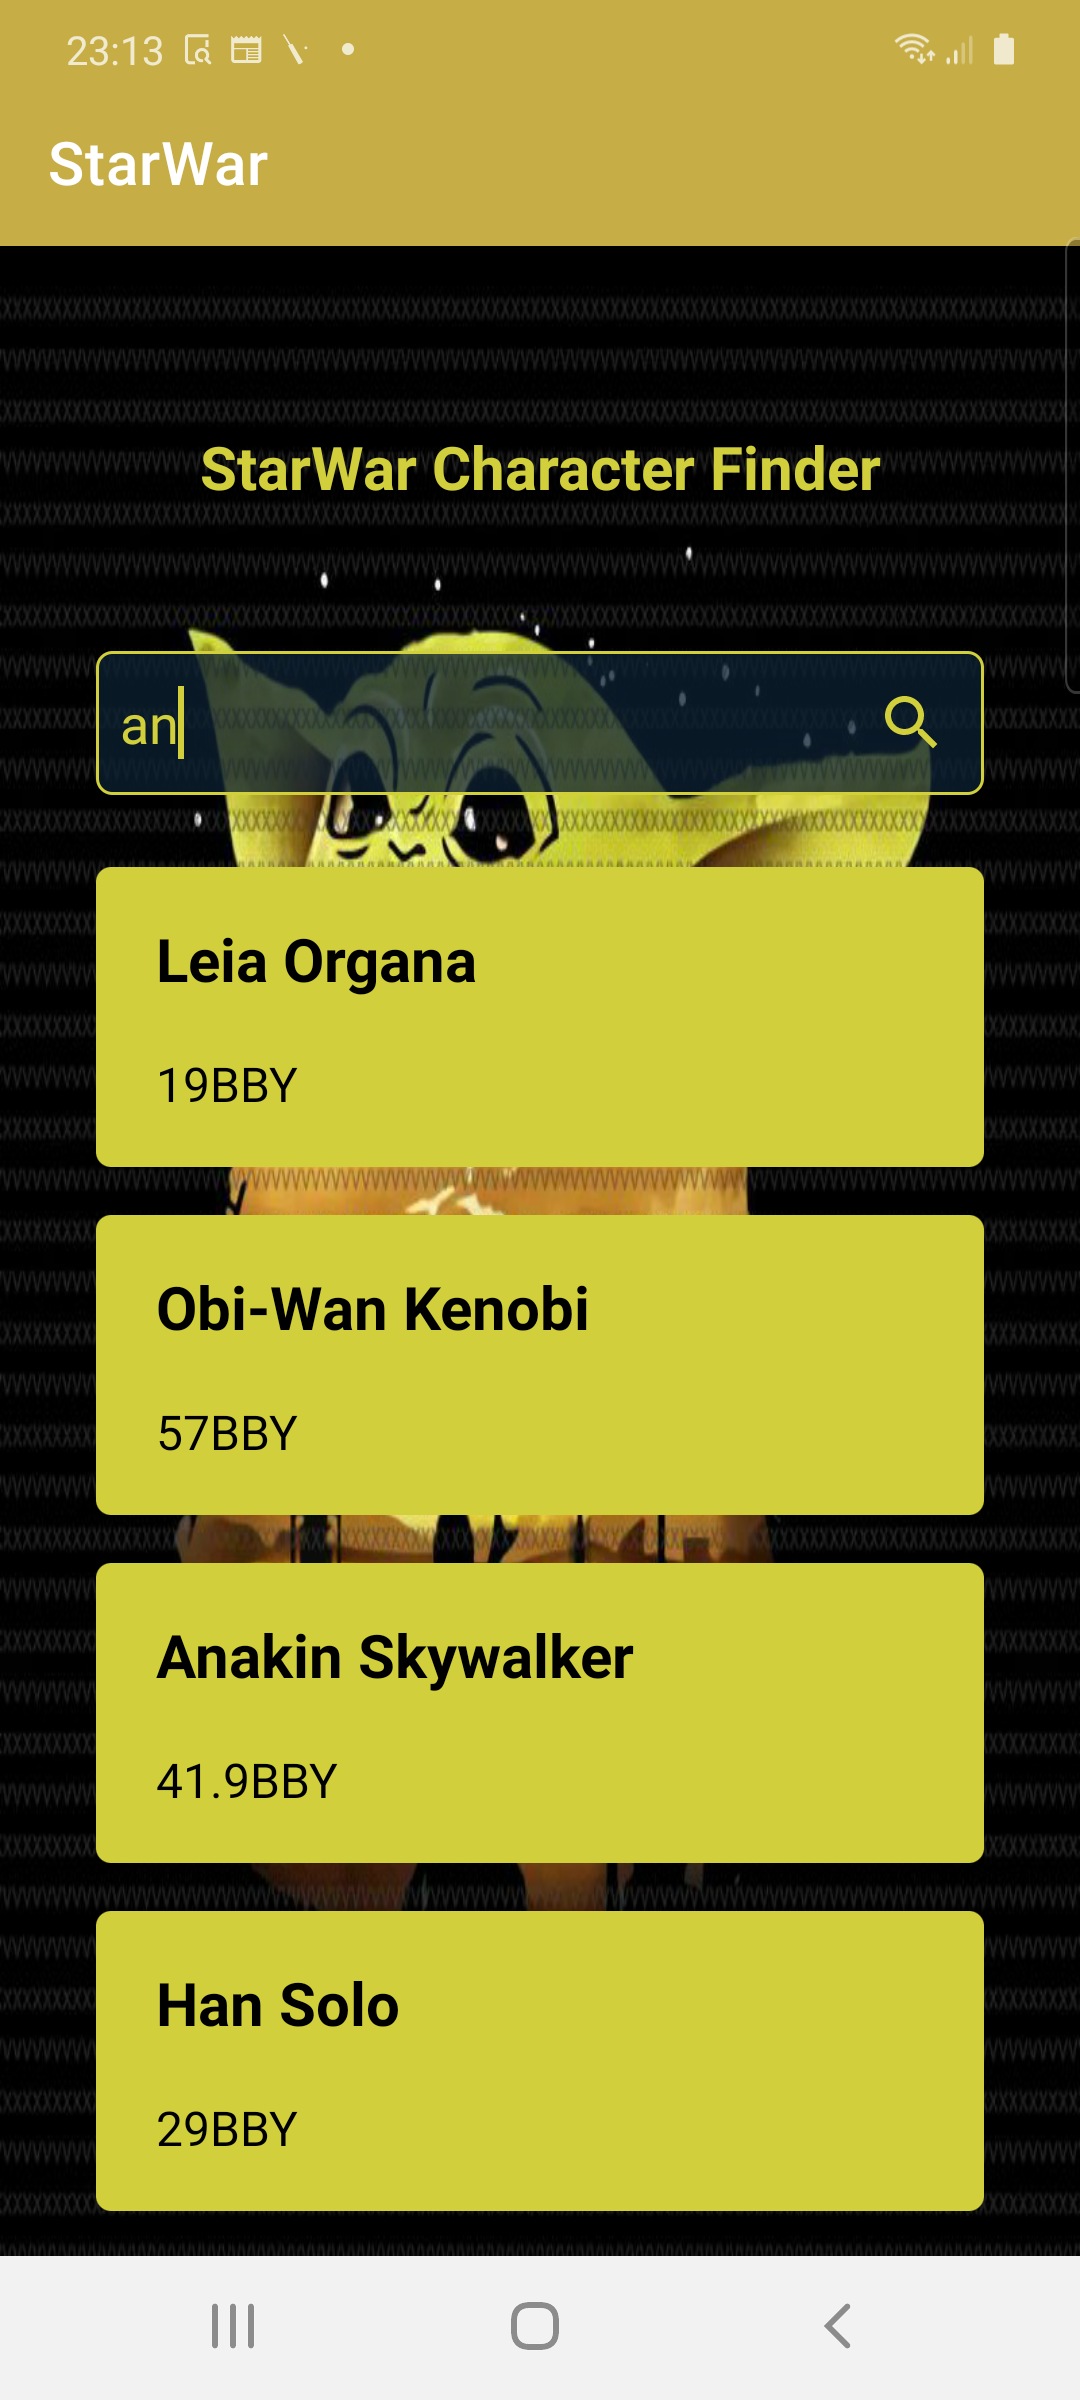 23:13
StarWar
StarWar Character Finder
an
Leia Organa
19BBY
Obi-Wan Kenobi
57BBY
Anakin Skywalker
41.9BBY
Han Solo
29BBY